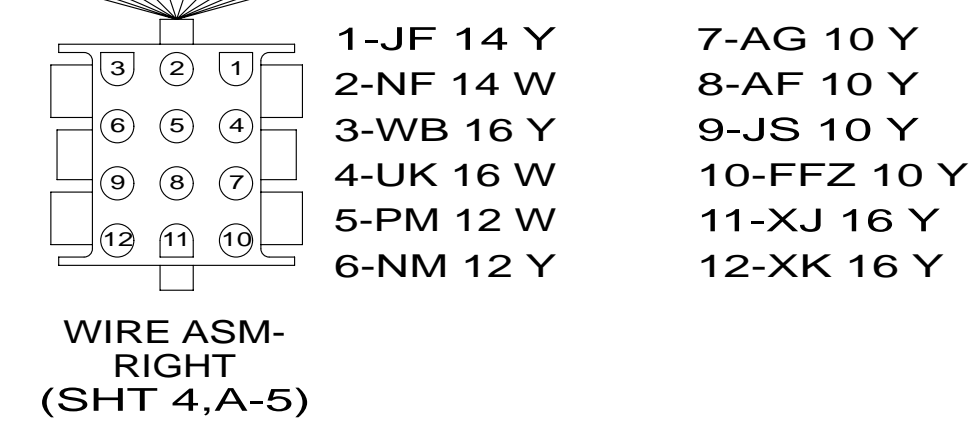 3 2 1
6 5 4
9 8 7
12 11 10
WIRE ASM-
RIGHT
(SHT 4,A-5)
1-JF 14 Y
2-NF 14 W
3-WB 16 Y
4-UK 16 W
5-PM 12 W
6-NM 12 Y
7-AG 10 Y
8-AF 10 Y
9-JS 10 Y
10-FFZ 10 Y
11-XJ 16 Y
12-XK 16 Y